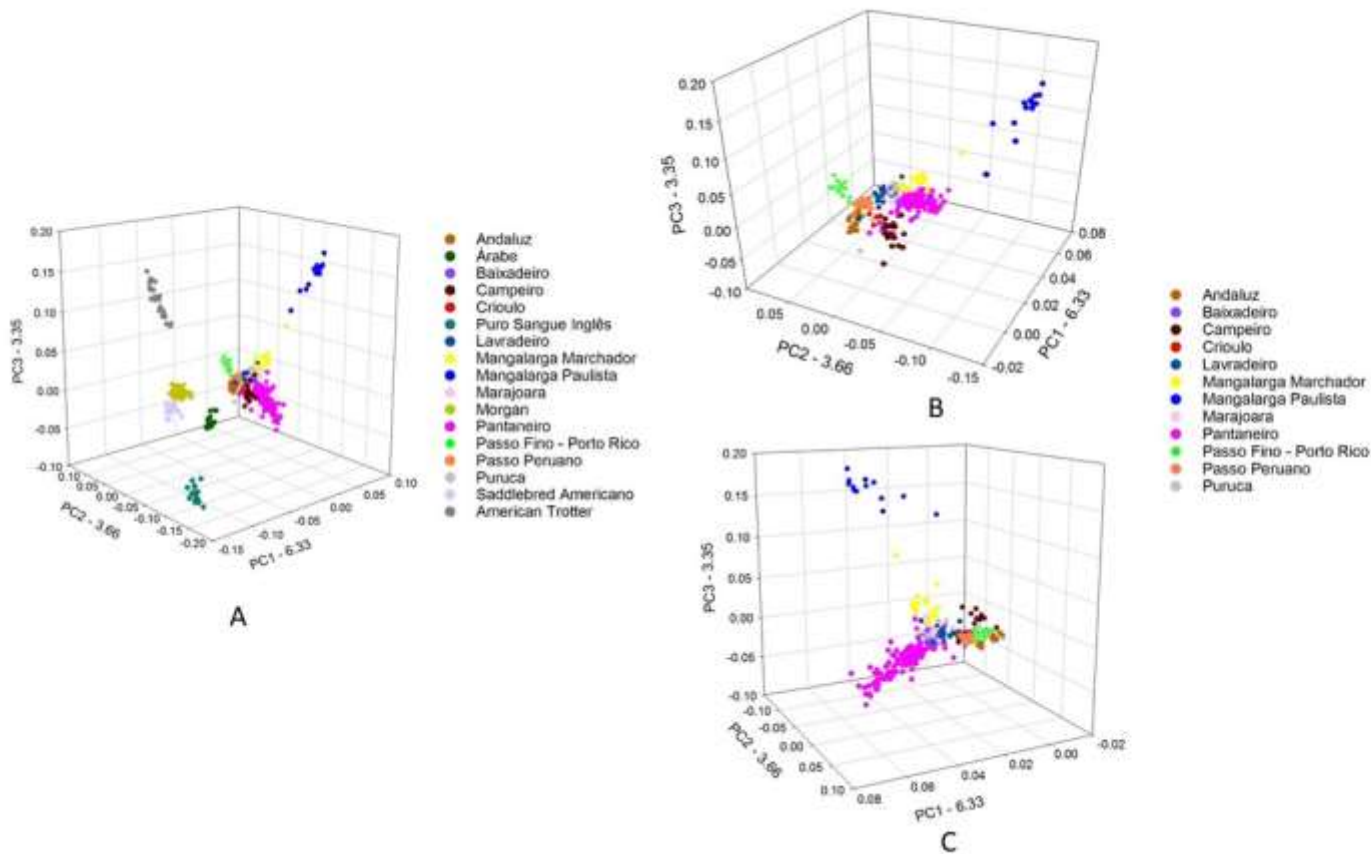 0.20
0.15
0.10
0.05
0.00
-0.05
-0.10
PC3 - 3.35
0.10
0.05
0.00
-0.05
-0.10
-0.15
-0.20
PC2 - 3.66
-0.15
-0.10
-0.05
0.00
0.05
0.10
PC1 - 6.33
A
Andaluz
Árabe
Baixadeiro
Campeiro
Crioulo
Puro Sangue Inglês
Lavradeiro
Mangalarga Marchador
Mangalarga Paulista
Marajoara
Morgan
Pantaneiro
Passo Fino - Porto Rico
Passo Peruano
Puruca
Saddlebred Americano
American Trotter
0.20
0.15
0.10
0.05
0.00
-0.05
-0.10
PC3 - 3.35
0.05
0.00
-0.05
-0.10
-0.15
PC2 - 3.66
0.08
0.06
0.04
0.02
0.00
-0.02
PC1 - 6.33
B
Andaluz
Baixadeiro
Campeiro
Crioulo
Lavradeiro
Mangalarga Marchador
Mangalarga Paulista
Marajoara
Pantaneiro
Passo Fino - Porto Rico
Passo Peruano
Puruca
0.20
0.15
0.10
0.05
0.00
-0.05
-0.10
PC3 - 3.35
-0.10
-0.05
0.00
0.05
0.10
PC2 - 3.66
0.08
0.06
0.04
0.02
0.00
-0.02
PC1 - 6.33
C